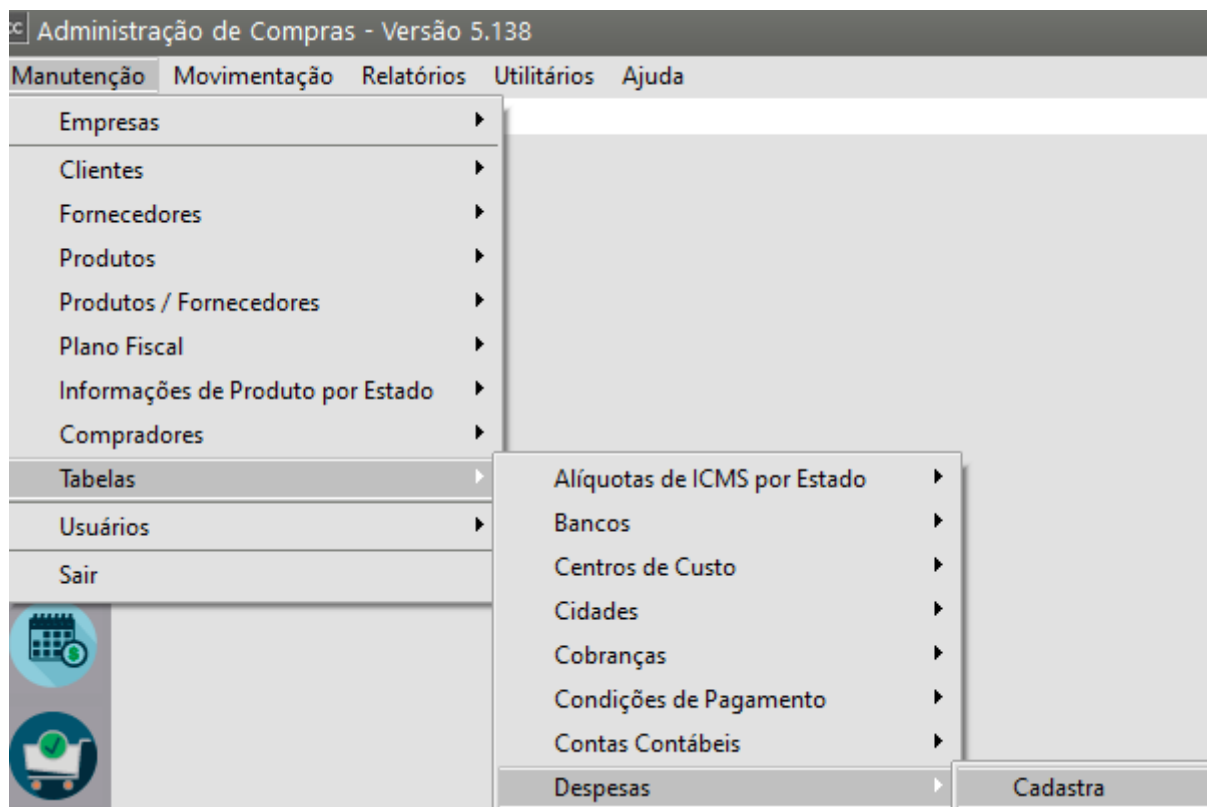 Administração de Compras - Versão 5.138
Manutenção Movimentação Relatórios Utilitários Ajuda
Empresas
Clientes
Fornecedores
Produtos
Produtos / Fornecedores
Plano Fiscal
Informações de Produto por Estado
Compradores
Tabelas
Usuários
Sair
Alíquotas de ICMS por Estado
Bancos
Centros de Custo
Cidades
Cobranças
Condições de Pagamento
Contas Contábeis
Despesas
Cadastra